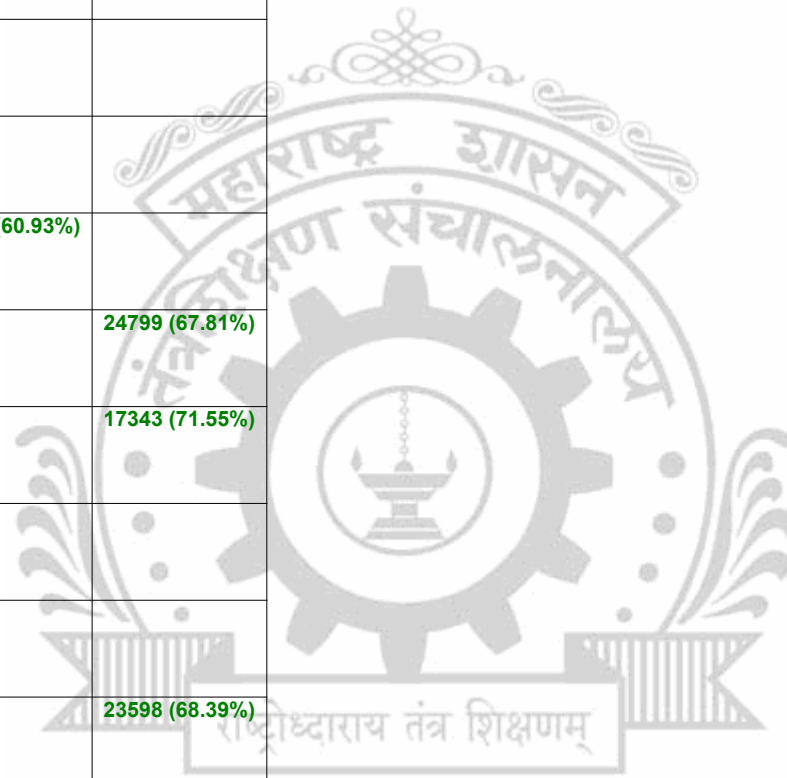 महाराष्ट्र शासन
तंत्रशिक्षण संचालनालय
60.93%)
24799 (67.81%)
17343 (71.55%)
23598 (68.39%)
राष्ट्रोध्दाराय तंत्र शिक्षणम्